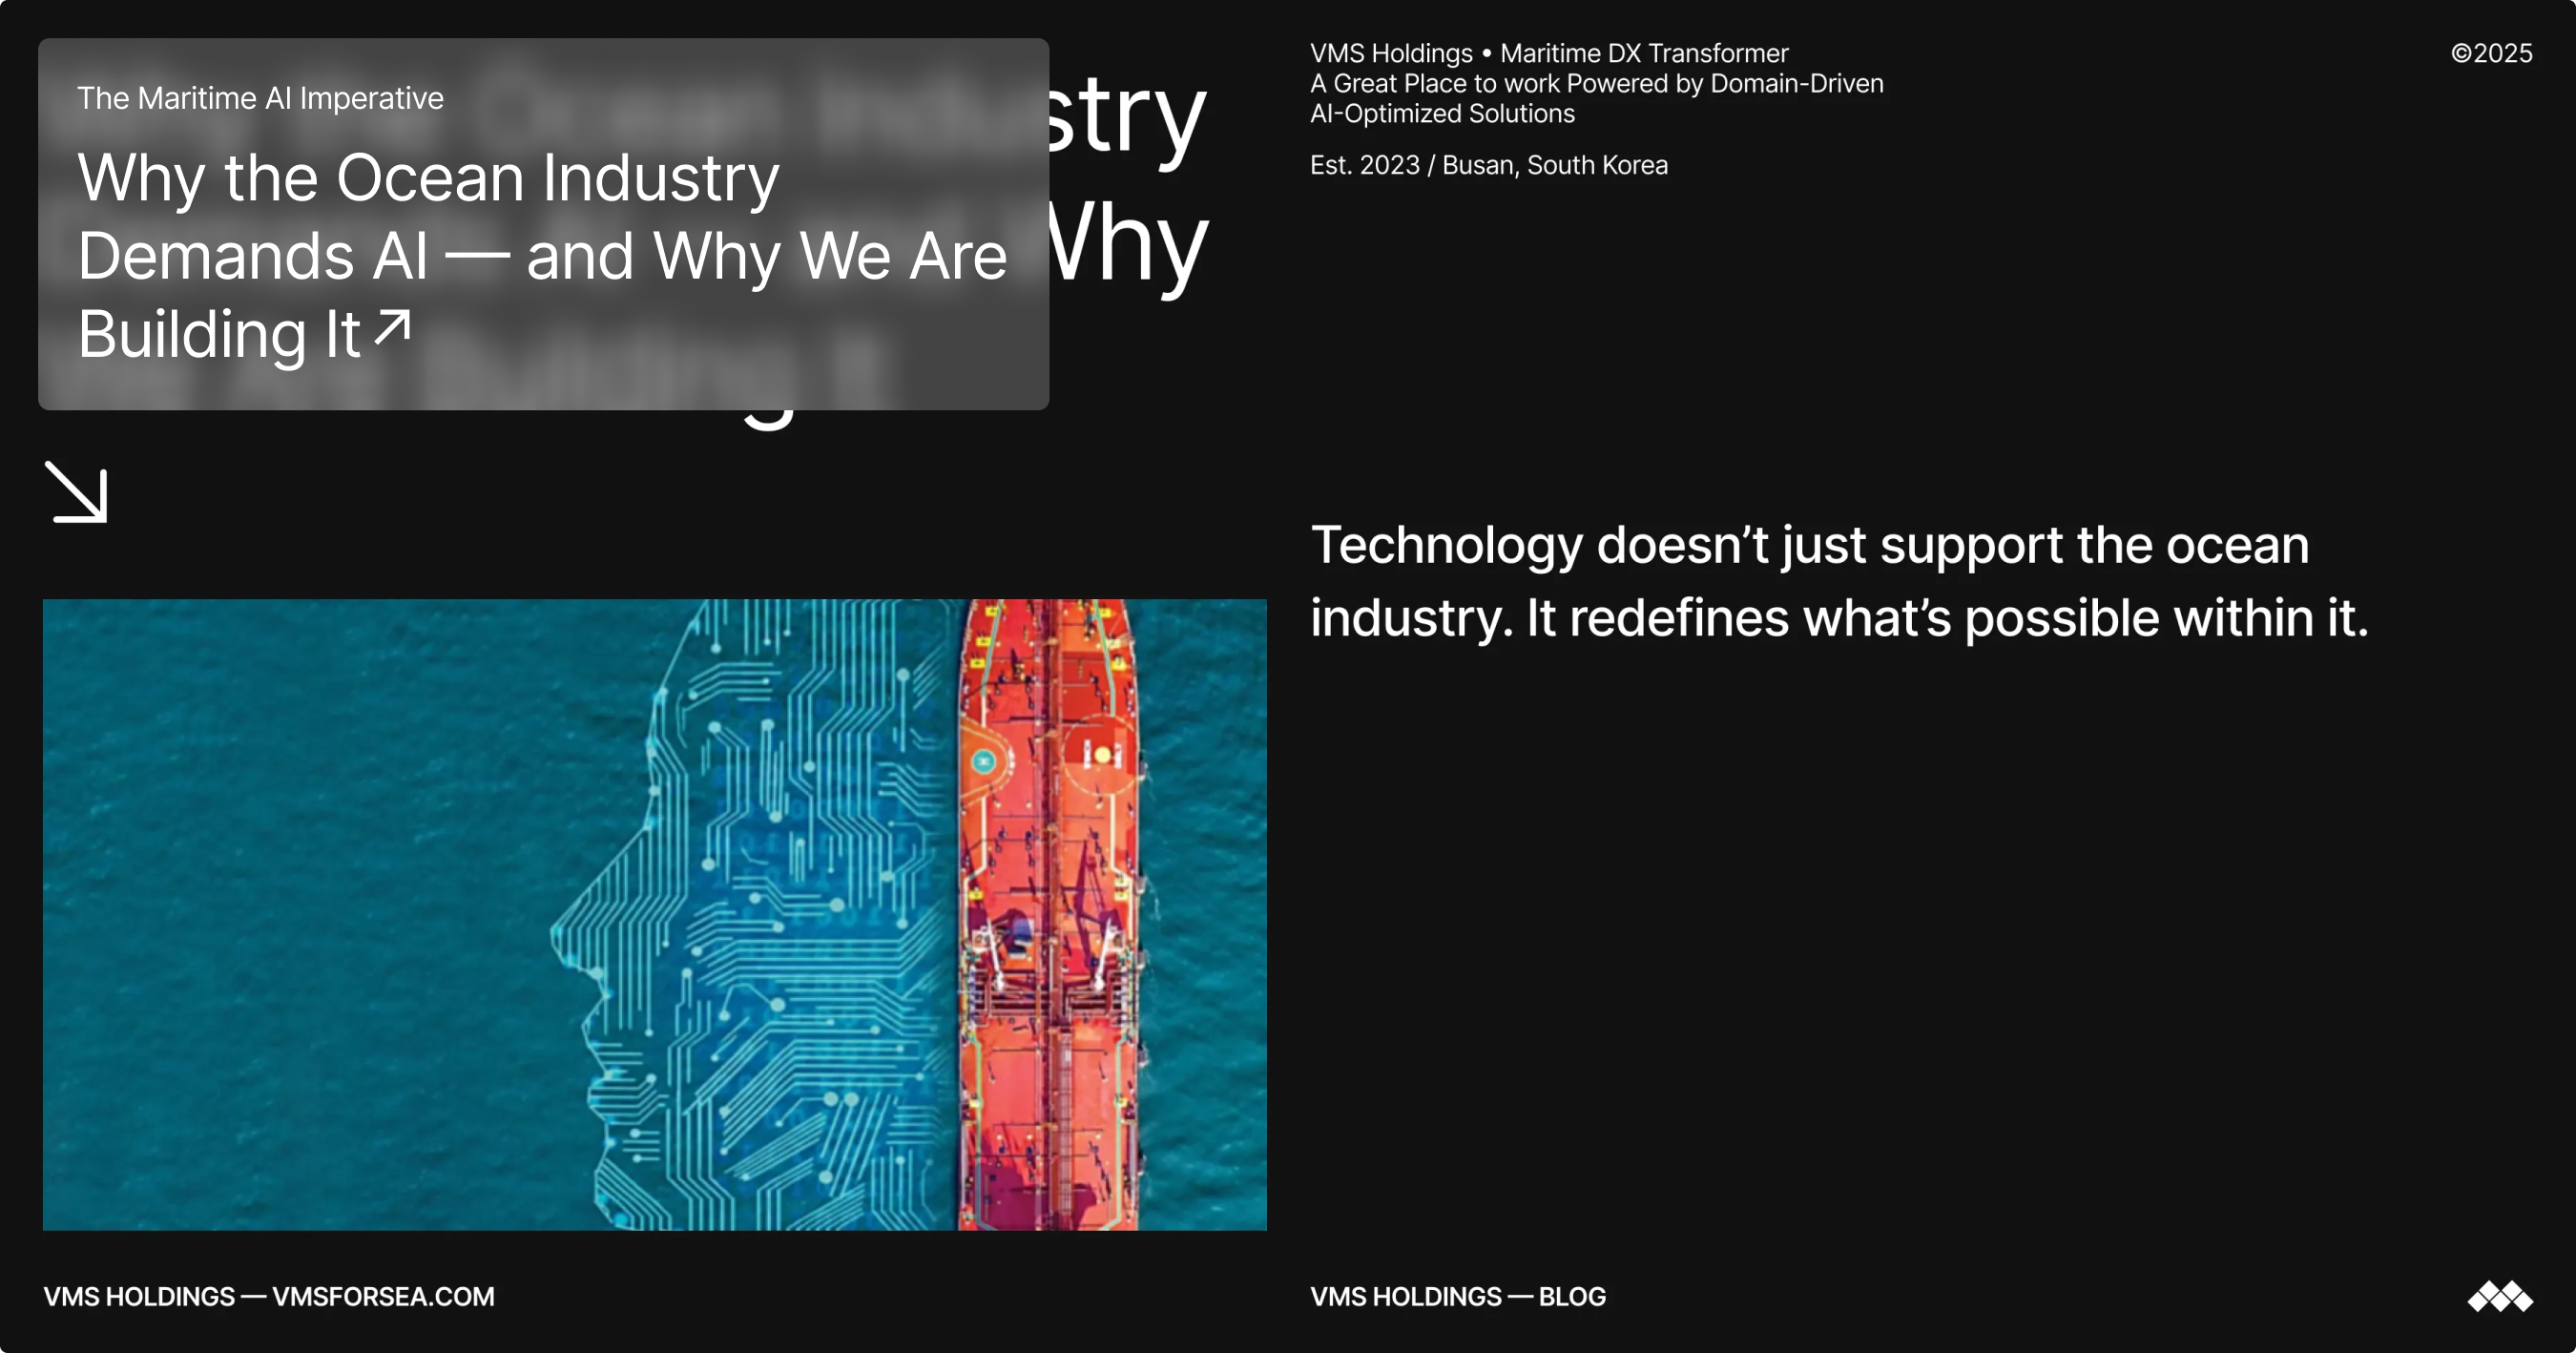 The Maritime AI Imperative
Why the Ocean Industry
Demands AI — and Why We Are
Building It
stry
Why
g
VMS Holdings • Maritime DX Transformer
A Great Place to work Powered by Domain-Driven
AI-Optimized Solutions
Est. 2023 / Busan, South Korea
©2025
Technology doesn’t just support the ocean
industry. It redefines what’s possible within it.
VMS HOLDINGS — VMSFORSEA.COM
VMS HOLDINGS — BLOG